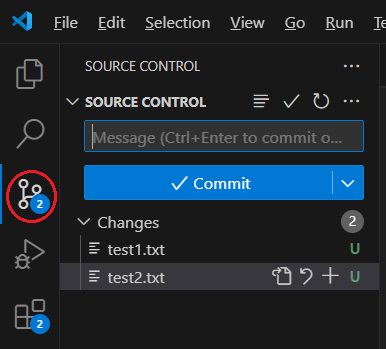 File Edit Selection View Go Run Ter
SOURCE CONTROL
SOURCE CONTROL
Message (Ctrl+Enter to commit o...
Commit
2
Changes 2
test1.txt U
test2.txt U
2